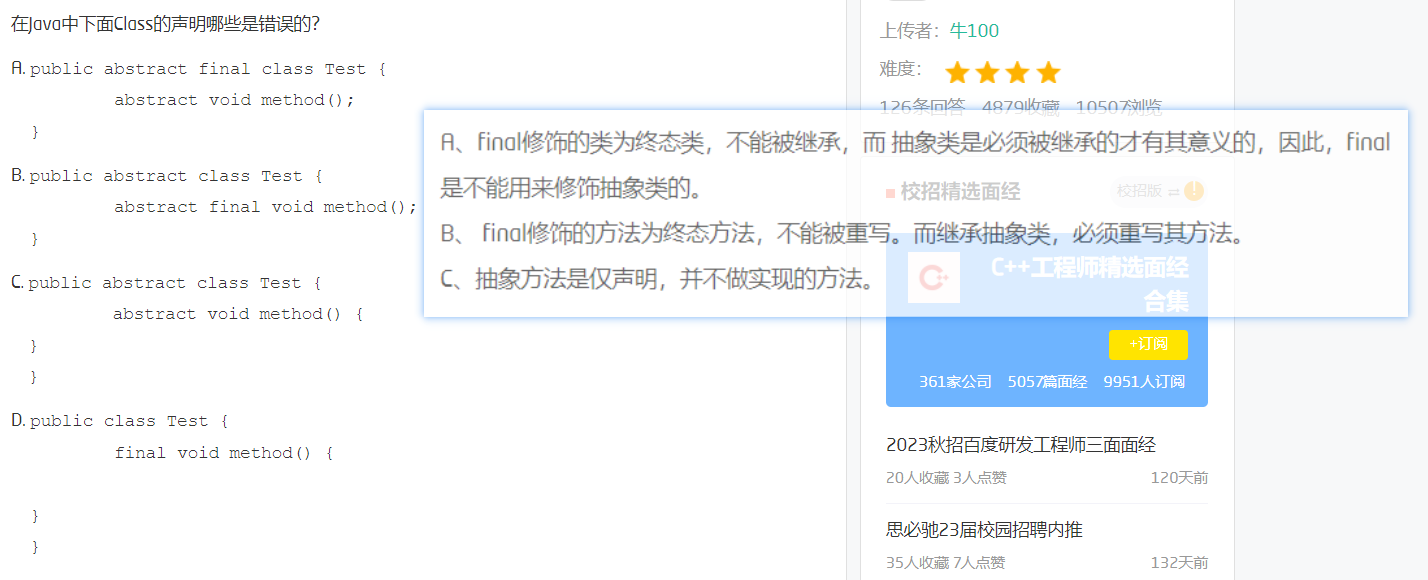 在Java中下面Class的声明哪些是错误的？
A. public abstract final class Test {
abstract void method();
}
B. public abstract class Test {
abstract final void method();
}
C. public abstract class Test {
abstract void method() {
}
}
D. public class Test {
final void method() {
}
}
A、final修饰的类为终态类，不能被继承，而 抽象类是必须被继承的才有其意义的，因此，final
是不能用来修饰抽象类的。
B、 final修饰的方法为终态方法，不能被重写。而继承抽象类，必须重写其方法。
C、抽象方法是仅声明，并不做实现的方法。
上传者：牛100
难度：
126条回答 4879收藏 10507浏览
校招精选面经
校招版
C++工程师精选面经
合集
+订阅
361家公司 5057篇面经 9951人订阅
2023秋招百度研发工程师三面面经
20人收藏 3人点赞 120天前
思必驰23届校园招聘内推
35人收藏 7人点赞 132天前